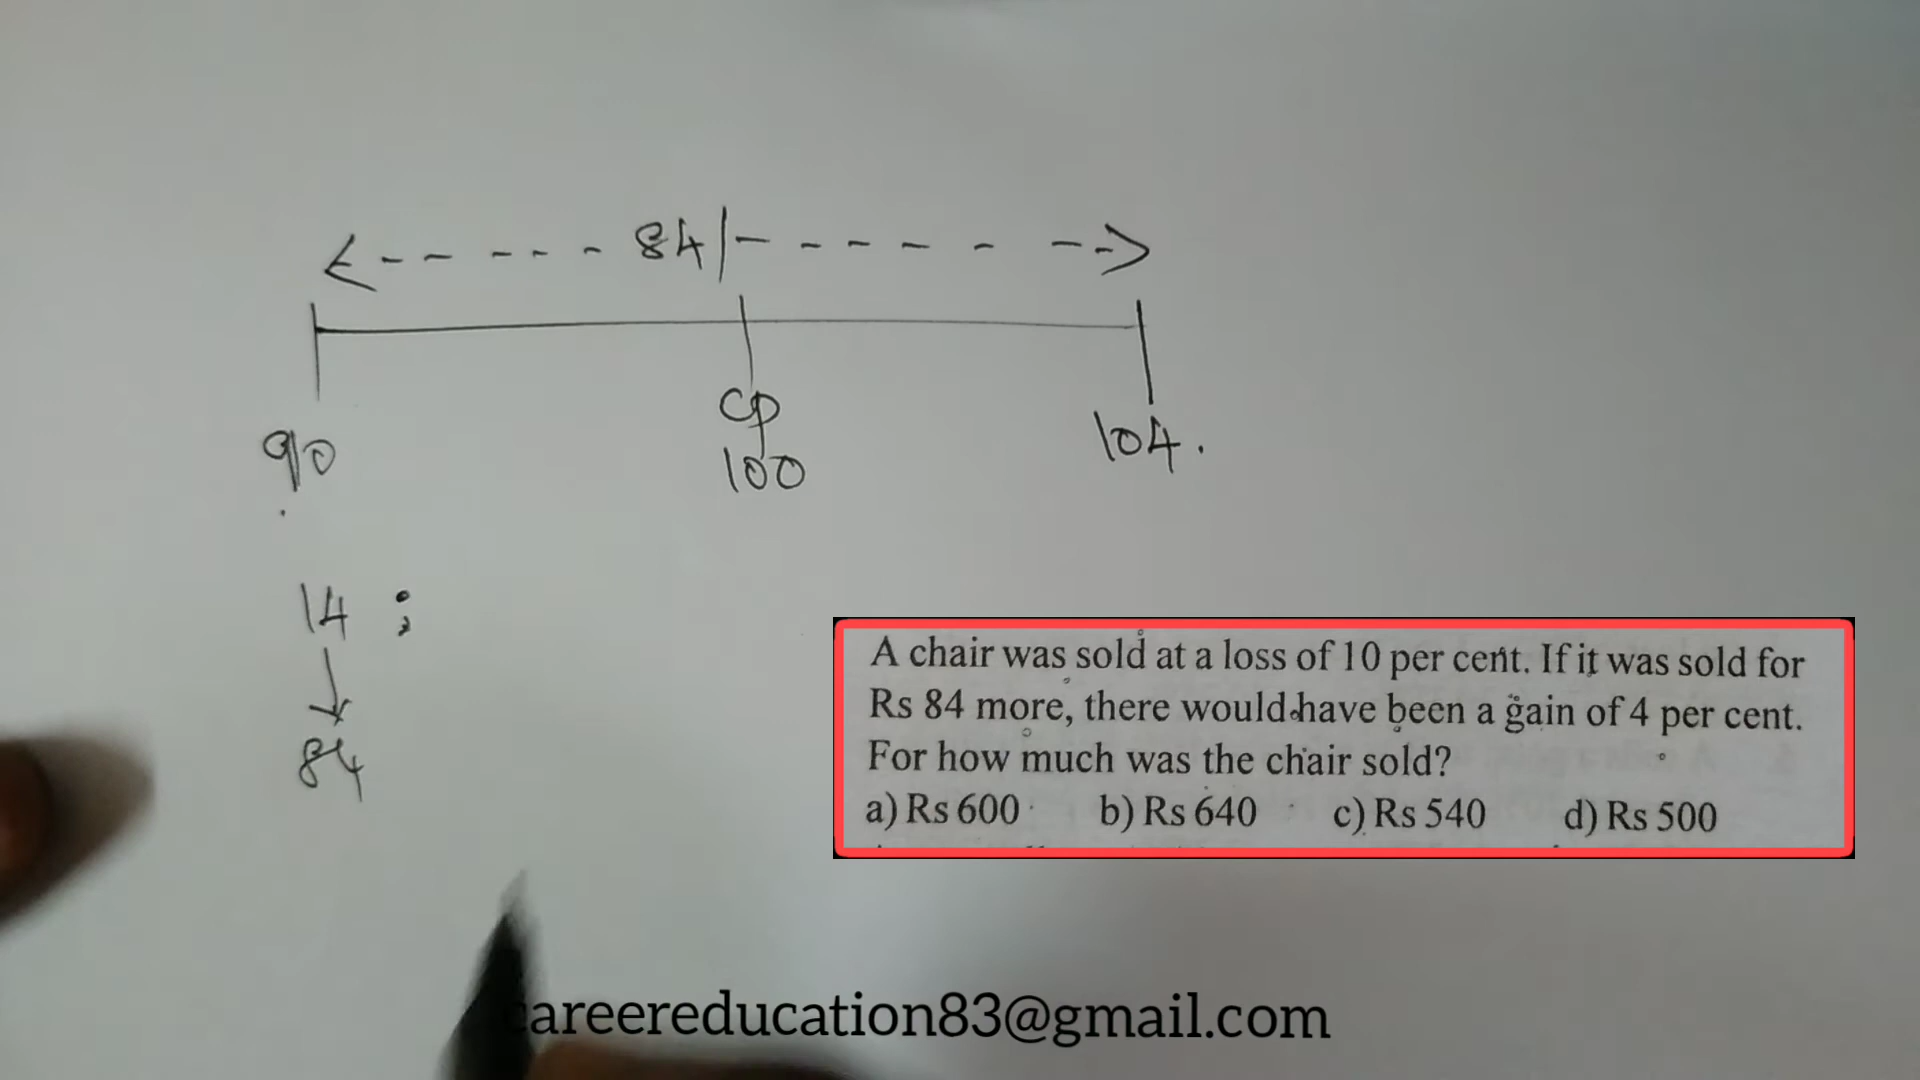 84/-
CP
90 100 104.
14 :
84
A chair was sold at a loss of 10 per cent. If it was sold for
Rs 84 more, there would have been a gain of 4 per cent.
For how much was the chair sold?
a) Rs 600 b) Rs 640 c) Rs 540 d) Rs 500
careereducation83@gmail.com